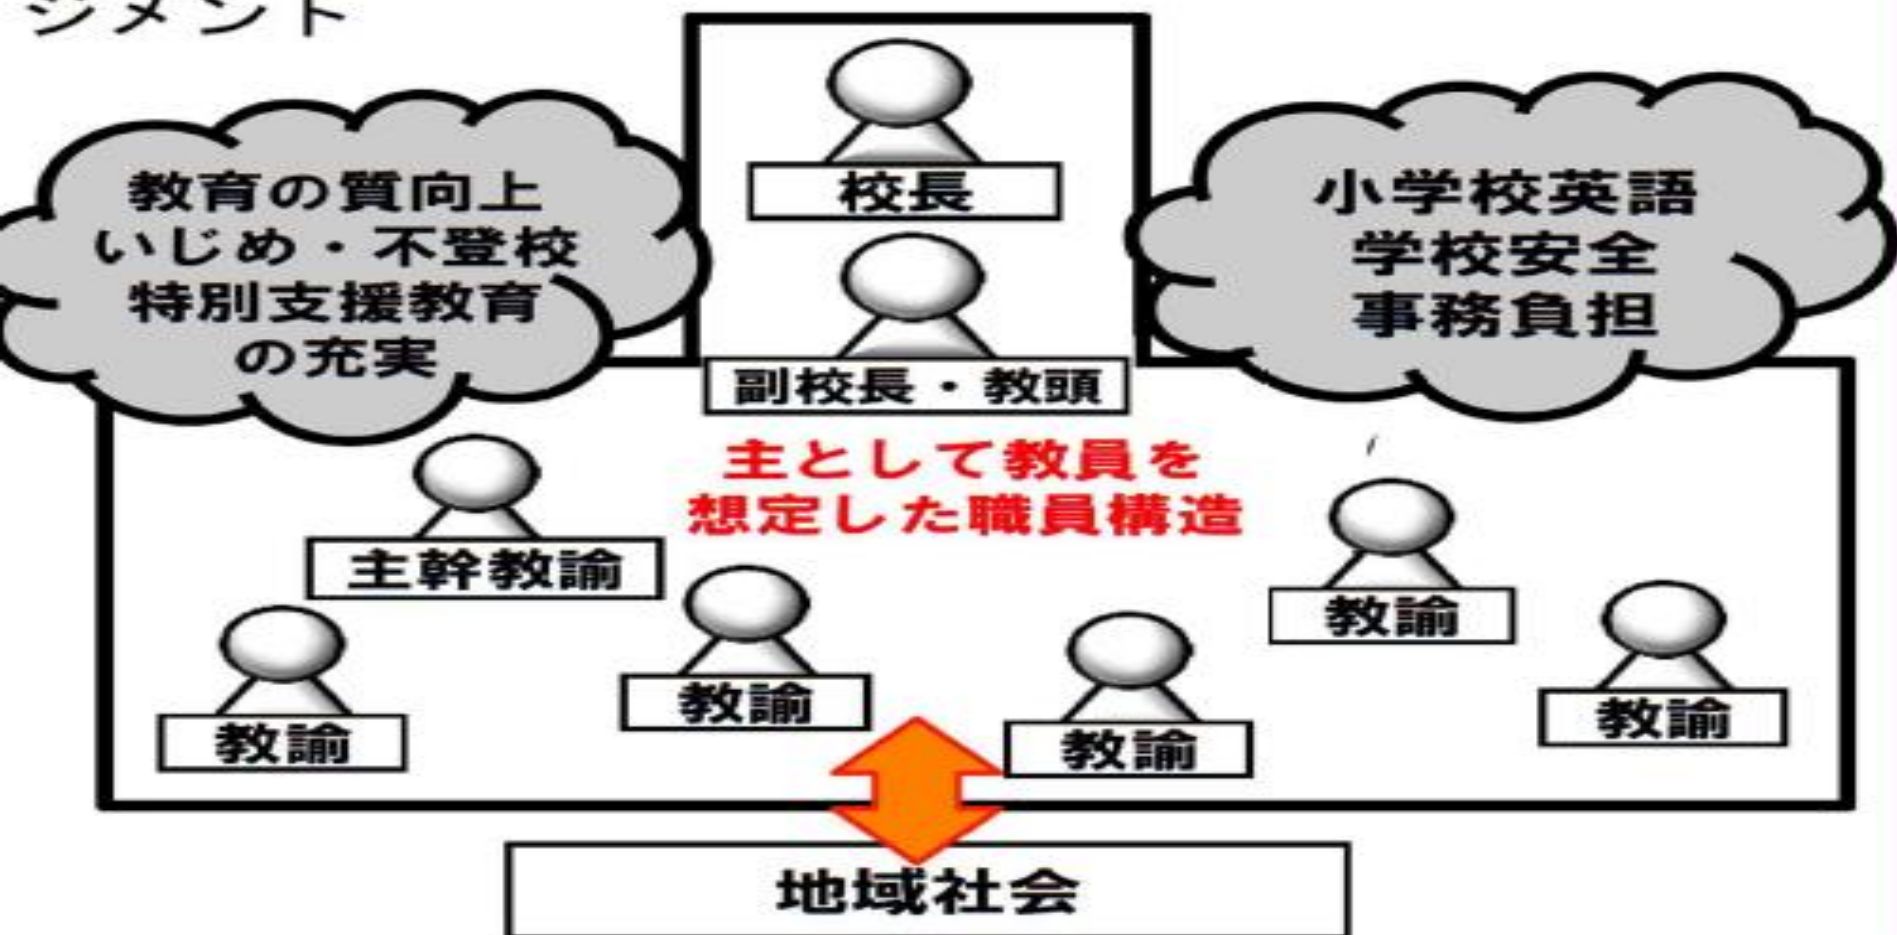 ジメント
校長
教育の質向上
いじめ・不登校
特別支援教育
の充実
小学校英語
学校安全
事務負担
副校長・教頭
主として教員を
想定した職員構造
主幹教諭
教諭
教諭
教諭
教諭
教諭
地域社会